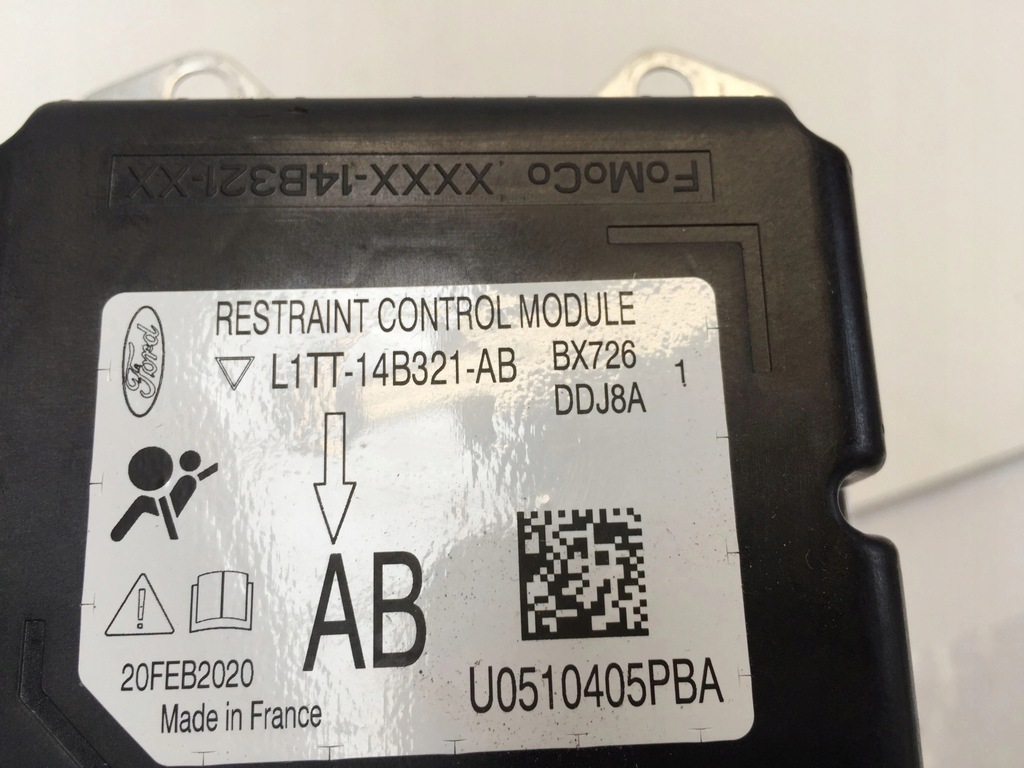 FoMoCo XXXX-14B321-XX
Ford
RESTRAINT CONTROL MODULE
L1TT-14B321-AB BX726 1
DDJ8A
AB
20FEB2020
U0510405PBA
Made in France